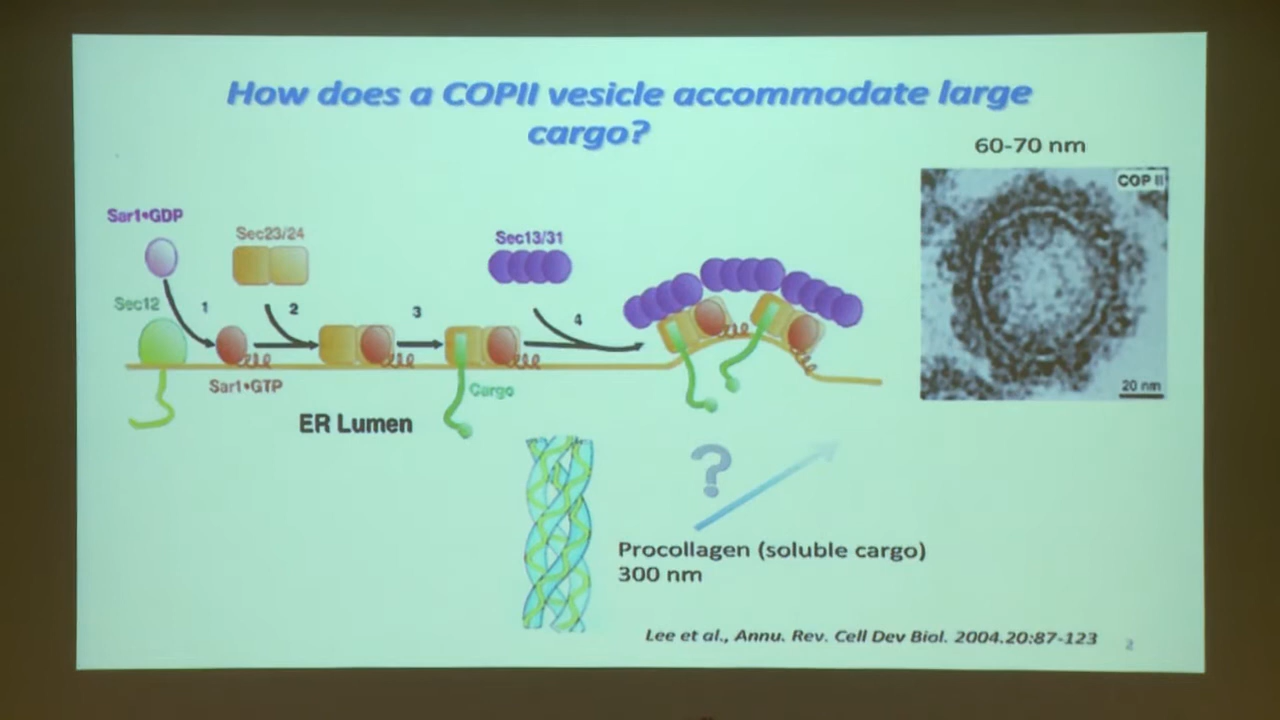 How does a COPII vesicle accommodate large
cargo?
60-70 nm
COP II
Sar1•GDP
Sec23/24
Sec13/31
Sec12
1
2
3
4
Sar1•GTP
Cargo
ER Lumen
20 nm
?
Procollagen (soluble cargo)
300 nm
Lee et al., Annu. Rev. Cell Dev Biol. 2004.20:87-123
2